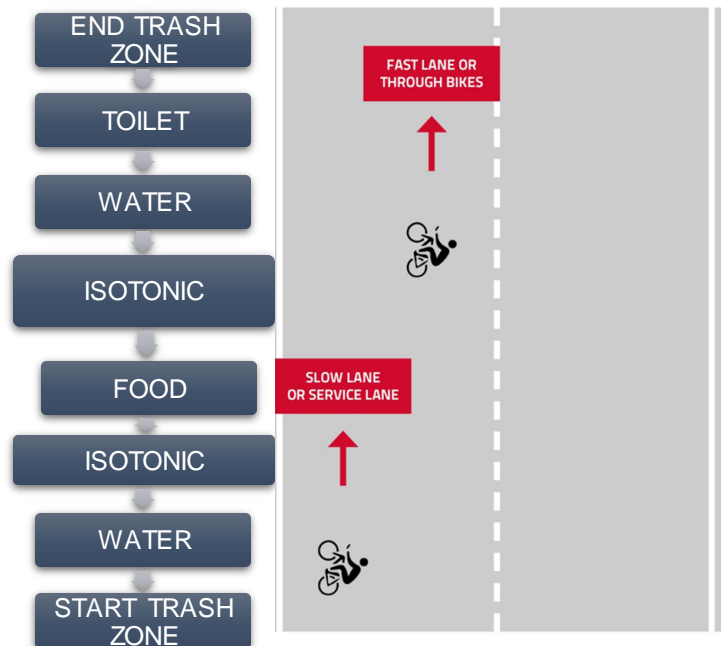 END TRASH
ZONE
TOILET
WATER
ISOTONIC
FOOD
ISOTONIC
WATER
START TRASH
ZONE
FAST LANE OR
THROUGH BIKES
SLOW LANE
OR SERVICE LANE